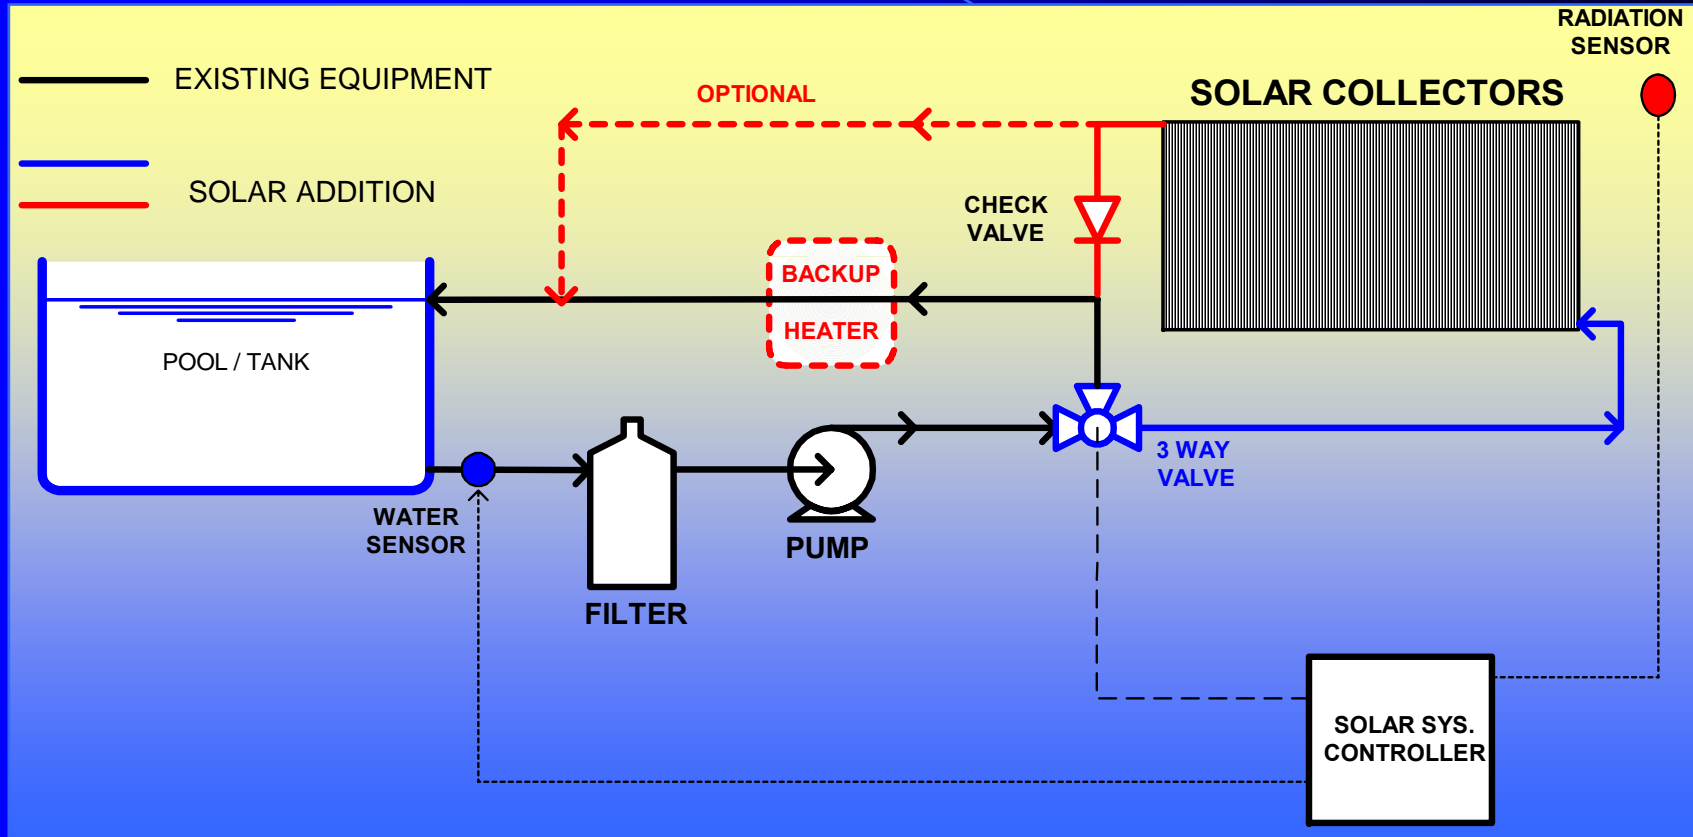 RADIATION
SENSOR
EXISTING EQUIPMENT
OPTIONAL
SOLAR COLLECTORS
SOLAR ADDITION
CHECK
VALVE
BACKUP
HEATER
POOL / TANK
3 WAY
VALVE
WATER
SENSOR
PUMP
FILTER
SOLAR SYS.
CONTROLLER